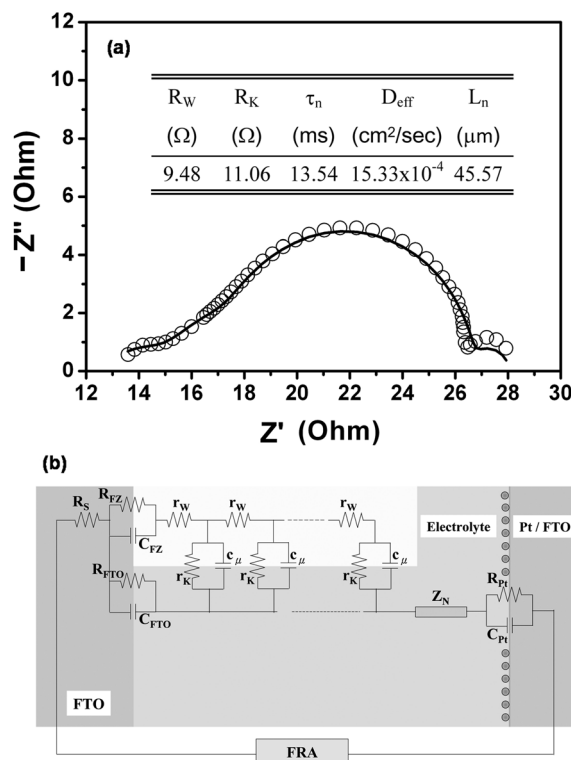 (a)
R_W R_K τ_n D_eff L_n
(Ω) (Ω) (ms) (cm²/sec) (μm)
9.48 11.06 13.54 15.33x10⁻⁴ 45.57
−Z'' (Ohm)
12
10
8
6
4
2
0
12 14 16 18 20 22 24 26 28 30
Z' (Ohm)
(b)
R_S R_FZ r_W r_W r_W Electrolyte Pt / FTO
C_FZ
R_FTO r_K c_μ r_K c_μ r_K c_μ
C_FTO Z_N R_Pt
C_Pt
FTO
FRA